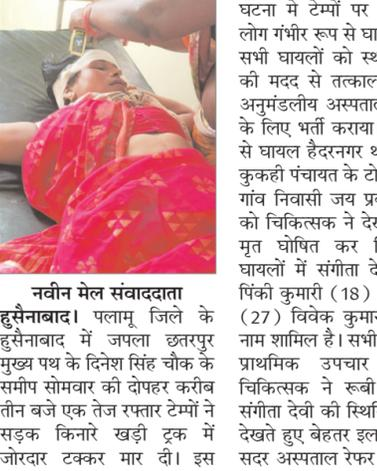 नवीन मेल संवाददाता
हुसैनाबाद। पलामू जिले के
हुसैनाबाद में जपला छतरपुर
मुख्य पथ के दिनेश सिंह चौक के
समीप सोमवार की दोपहर करीब
तीन बजे एक तेज रफ्तार टेम्पो ने
सड़क किनारे खड़ी ट्रक में
जोरदार टक्कर मार दी। इस
घटना मे टेम्पों पर
लोग गंभीर रूप से घा
सभी घायलों को स्थ
की मदद से तत्काल
अनुमंडलीय अस्पताल
के लिए भर्ती कराया
से घायल हैदरनगर थ
कुकही पंचायत के टो
गांव निवासी जय प्र
को चिकित्सक ने देख
मृत घोषित कर
घायलों में संगीता दे
पिंकी कुमारी (18)
(27) विवेक कुमार
नाम शामिल है। सभी
प्राथमिक उपचार
चिकित्सक ने रूबी
संगीता देवी की स्थिति
देखते हुए बेहतर इल
सदर अस्पताल रेफर